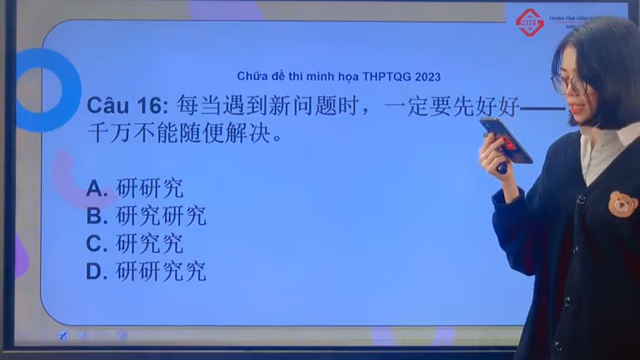 Chữa đề thi minh họa THPTQG 2023
Câu 16: 每当遇到新问题时，一定要先好好——
千万不能随便解决。
A. 研研究
B. 研究研究
C. 研究究
D. 研研究究